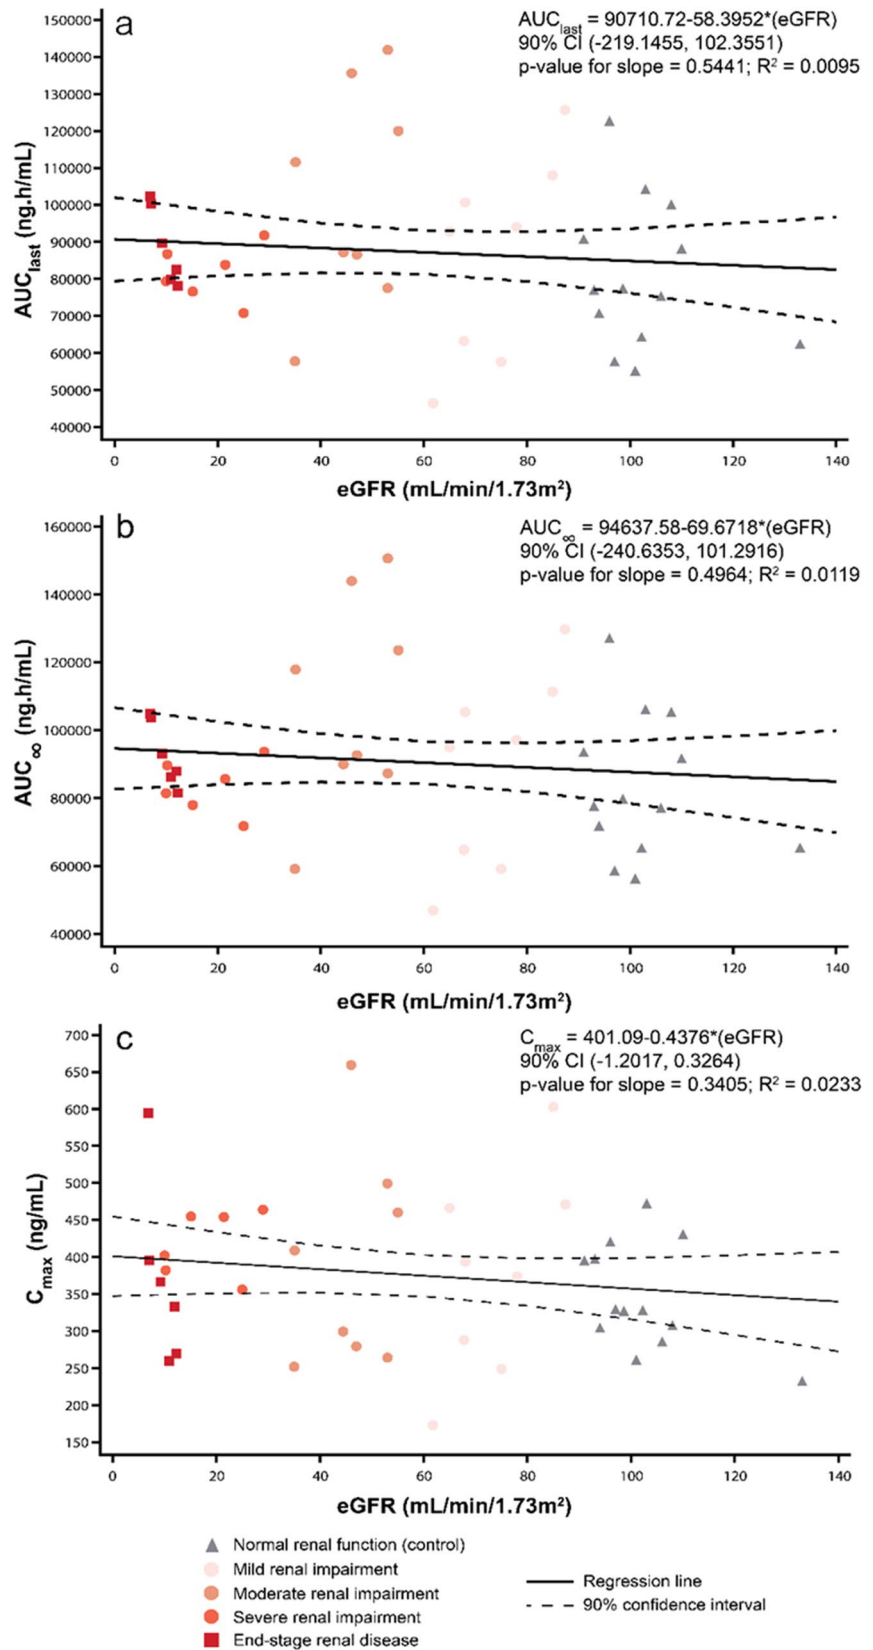 a
AUC_last = 90710.72-58.3952*(eGFR)
90% CI (-219.1455, 102.3551)
p-value for slope = 0.5441; R² = 0.0095
AUC_last (ng.h/mL)
150000
140000
130000
120000
110000
100000
90000
80000
70000
60000
50000
40000
0 20 40 60 80 100 120 140
eGFR (mL/min/1.73m²)
b
AUC_∞ = 94637.58-69.6718*(eGFR)
90% CI (-240.6353, 101.2916)
p-value for slope = 0.4964; R² = 0.0119
AUC_∞ (ng.h/mL)
160000
140000
120000
100000
80000
60000
40000
0 20 40 60 80 100 120 140
eGFR (mL/min/1.73m²)
c
C_max = 401.09-0.4376*(eGFR)
90% CI (-1.2017, 0.3264)
p-value for slope = 0.3405; R² = 0.0233
C_max (ng/mL)
700
650
600
550
500
450
400
350
300
250
200
150
0 20 40 60 80 100 120 140
eGFR (mL/min/1.73m²)
Normal renal function (control)
Mild renal impairment
Moderate renal impairment
Severe renal impairment
End-stage renal disease
Regression line
90% confidence interval